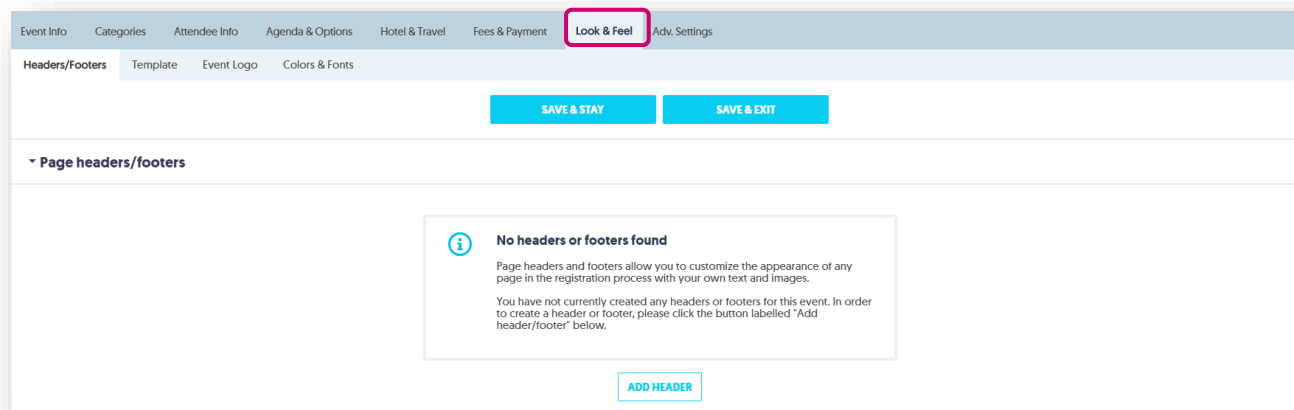 Event Info Categories Attendee Info Agenda & Options Hotel & Travel Fees & Payment Look & Feel Adv. Settings
Headers/Footers Template Event Logo Colors & Fonts
SAVE & STAY SAVE & EXIT
Page headers/footers
No headers or footers found
Page headers and footers allow you to customize the appearance of any
page in the registration process with your own text and images.
You have not currently created any headers or footers for this event. In order
to create a header or footer, please click the button labelled "Add
header/footer" below.
ADD HEADER